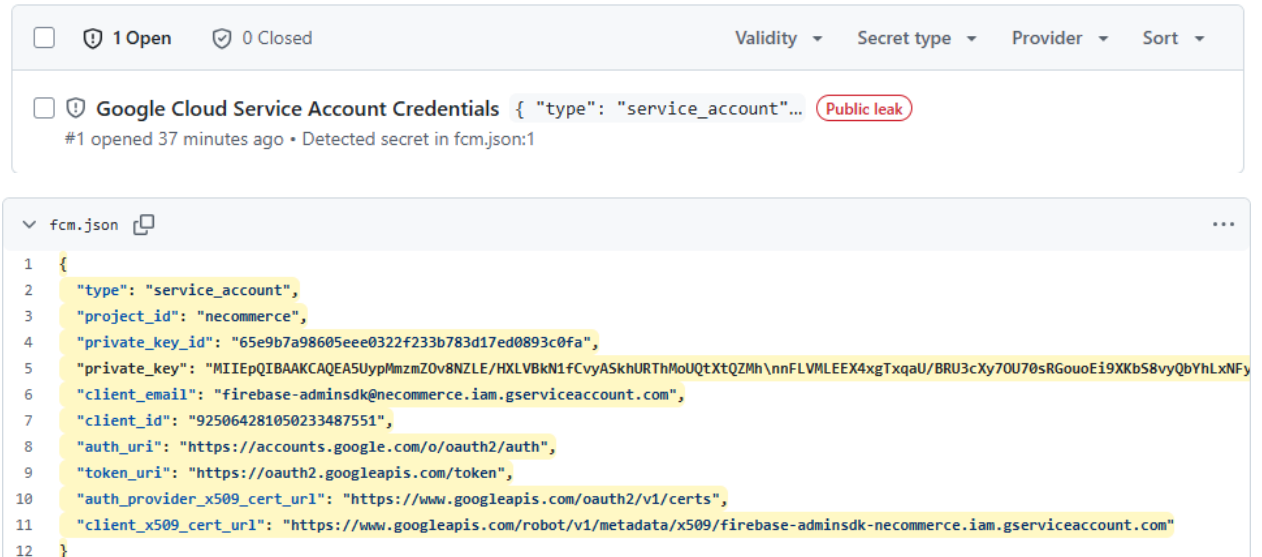 1 Open
0 Closed
Validity
Secret type
Provider
Sort
Google Cloud Service Account Credentials { "type": "service_account"… Public leak
#1 opened 37 minutes ago • Detected secret in fcm.json:1
fcm.json
1 {
2 "type": "service_account",
3 "project_id": "necommerce",
4 "private_key_id": "65e9b7a98605eee0322f233b783d17ed0893c0fa",
5 "private_key": "MIIEpQIBAAKCAQEA5UypMmzmZOv8NZLE/HXLVBkN1fCvyASkhURThMoUQtXtQZMh\nnFLVMLEEX4xgTxqaU/BRU3cXy7OU70sRGouoEi9XKbS8vyQbYhLxNFy
6 "client_email": "firebase-adminsdk@necommerce.iam.gserviceaccount.com",
7 "client_id": "925064281050233487551",
8 "auth_uri": "https://accounts.google.com/o/oauth2/auth",
9 "token_uri": "https://oauth2.googleapis.com/token",
10 "auth_provider_x509_cert_url": "https://www.googleapis.com/oauth2/v1/certs",
11 "client_x509_cert_url": "https://www.googleapis.com/robot/v1/metadata/x509/firebase-adminsdk-necommerce.iam.gserviceaccount.com"
12 }